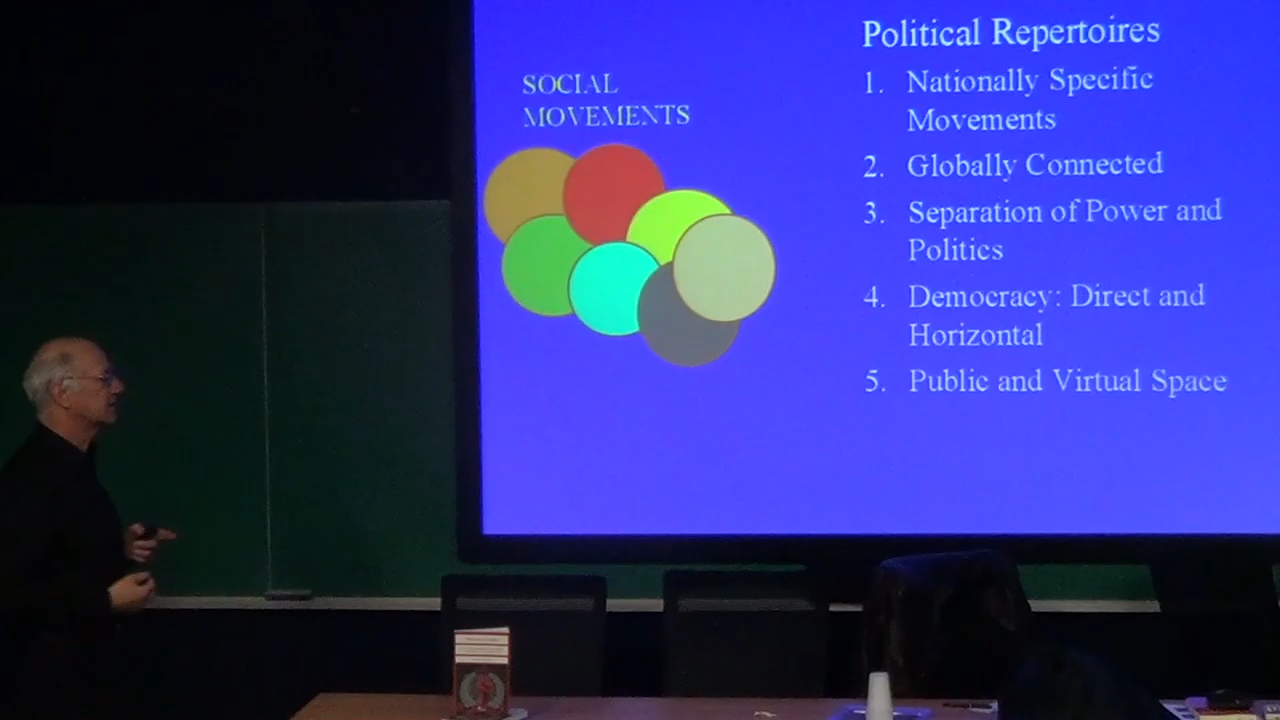 SOCIAL
MOVEMENTS
Political Repertoires
1. Nationally Specific
Movements
2. Globally Connected
3. Separation of Power and
Politics
4. Democracy: Direct and
Horizontal
5. Public and Virtual Space